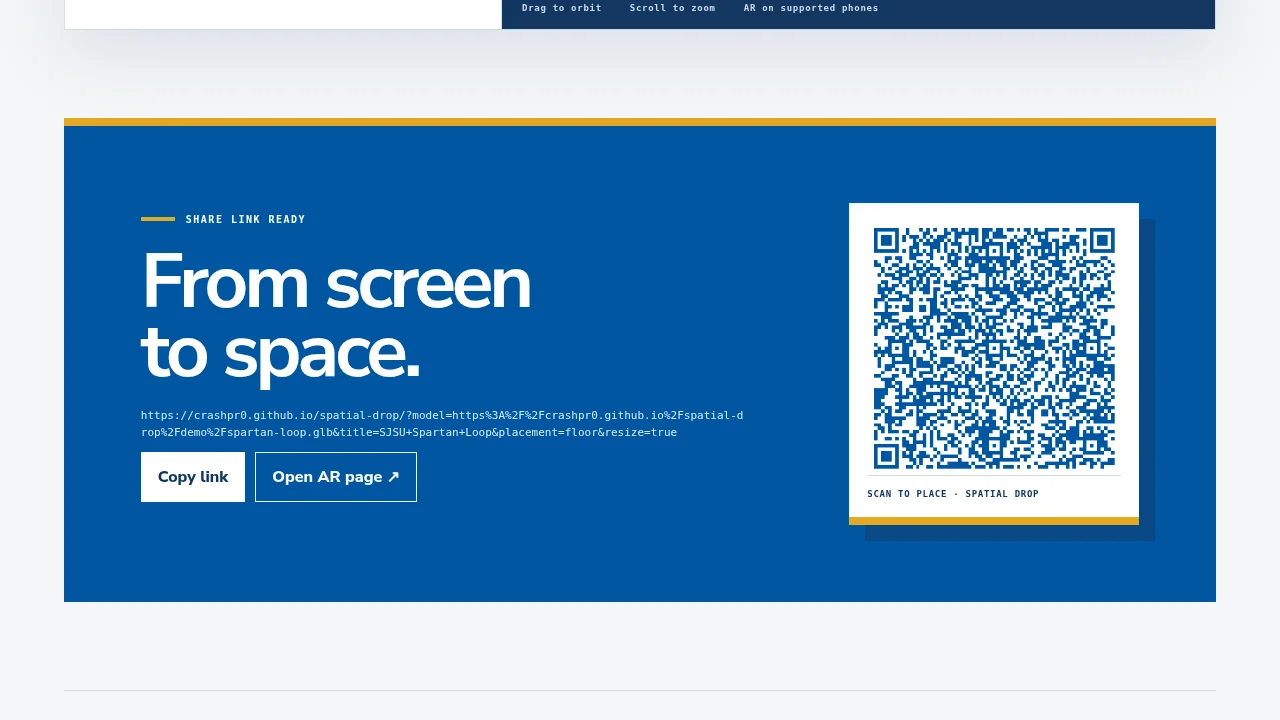 Drag to orbit Scroll to zoom AR on supported phones
SHARE LINK READY
From screen
to space.
https://crashpr0.github.io/spatial-drop/?model=https%3A%2F%2Fcrashpr0.github.io%2Fspatial-d
rop%2Fdemo%2Fspartan-loop.glb&title=SJSU+Spartan+Loop&placement=floor&resize=true
Copy link
Open AR page ↗
SCAN TO PLACE · SPATIAL DROP